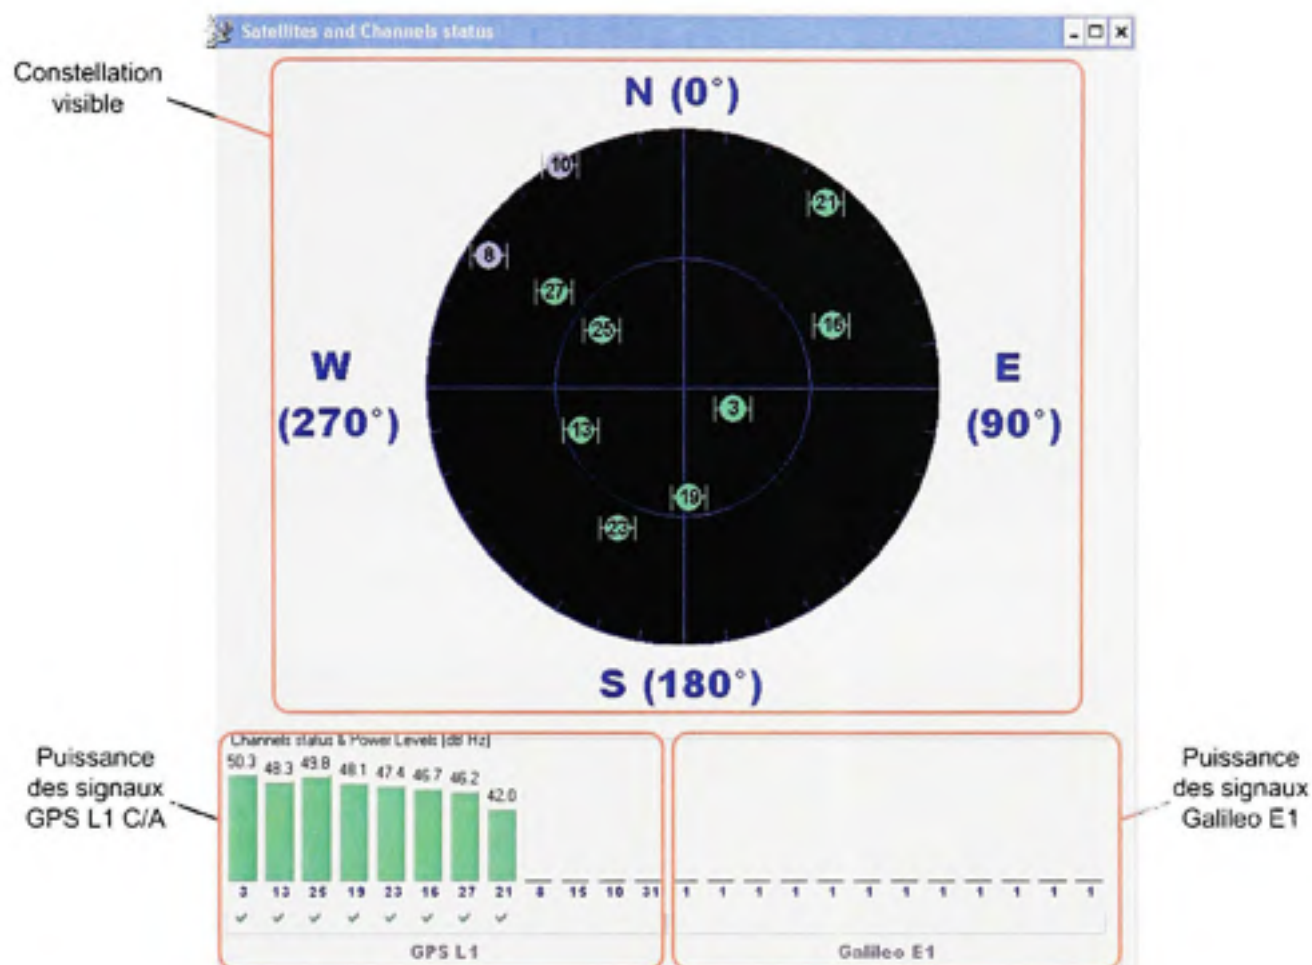 Satellites and Channels status
Constellation
visible
N (0°)
10
21
8
27
25
16
W
(270°)
E
(90°)
3
13
19
23
S (180°)
Puissance
des signaux
GPS L1 C/A
Channels status & Power Levels [dB Hz]
50.3 48.3 49.8 48.1 47.4 46.7 46.2 42.0
3 13 25 19 23 16 27 21 8 15 10 31
GPS L1
Puissance
des signaux
Galileo E1
1 1 1 1 1 1 1 1 1 1 1 1
Galileo E1